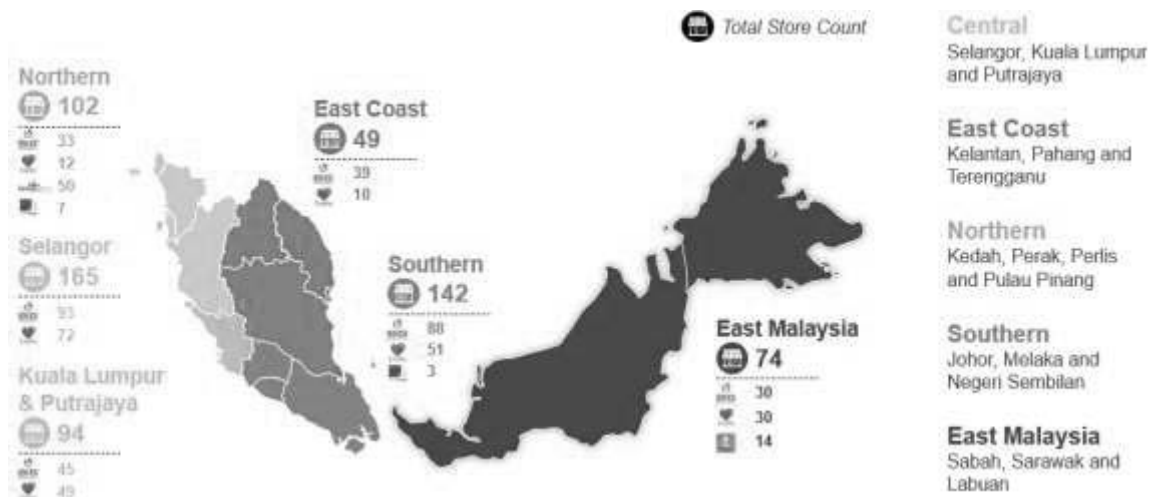 Total Store Count
Northern
102
33
12
50
7
Selangor
165
93
72
Kuala Lumpur
& Putrajaya
94
45
49
East Coast
49
39
10
Southern
142
88
51
3
East Malaysia
74
30
30
14
Central
Selangor, Kuala Lumpur
and Putrajaya
East Coast
Kelantan, Pahang and
Terengganu
Northern
Kedah, Perak, Perlis
and Pulau Pinang
Southern
Johor, Melaka and
Negeri Sembilan
East Malaysia
Sabah, Sarawak and
Labuan